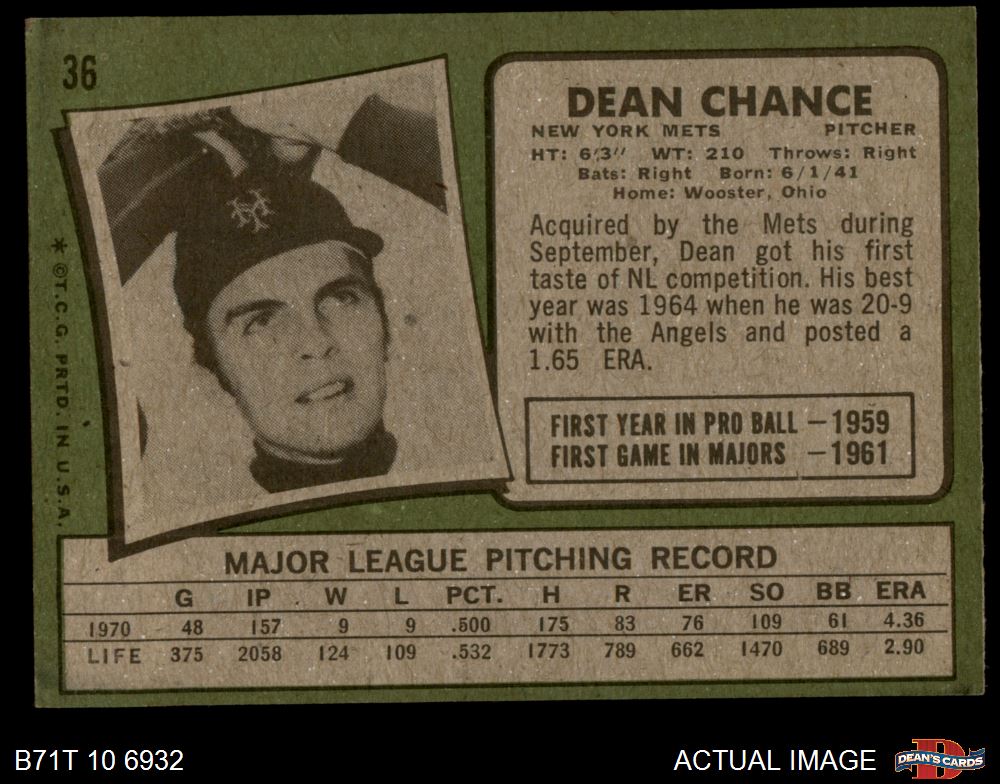 36
DEAN CHANCE
NEW YORK METS PITCHER
HT: 6'3" WT: 210 Throws: Right
Bats: Right Born: 6/1/41
Home: Wooster, Ohio
Acquired by the Mets during
September, Dean got his first
taste of NL competition. His best
year was 1964 when he was 20-9
with the Angels and posted a
1.65 ERA.
FIRST YEAR IN PRO BALL – 1959
FIRST GAME IN MAJORS – 1961
* ©T.C.G. PRTD. IN U.S.A.
MAJOR LEAGUE PITCHING RECORD
G IP W L PCT. H R ER SO BB ERA
1970 48 157 9 9 .500 175 83 76 109 61 4.36
LIFE 375 2058 124 109 .532 1773 789 662 1470 689 2.90
B71T 10 6932
ACTUAL IMAGE
D
DEAN'S CARDS